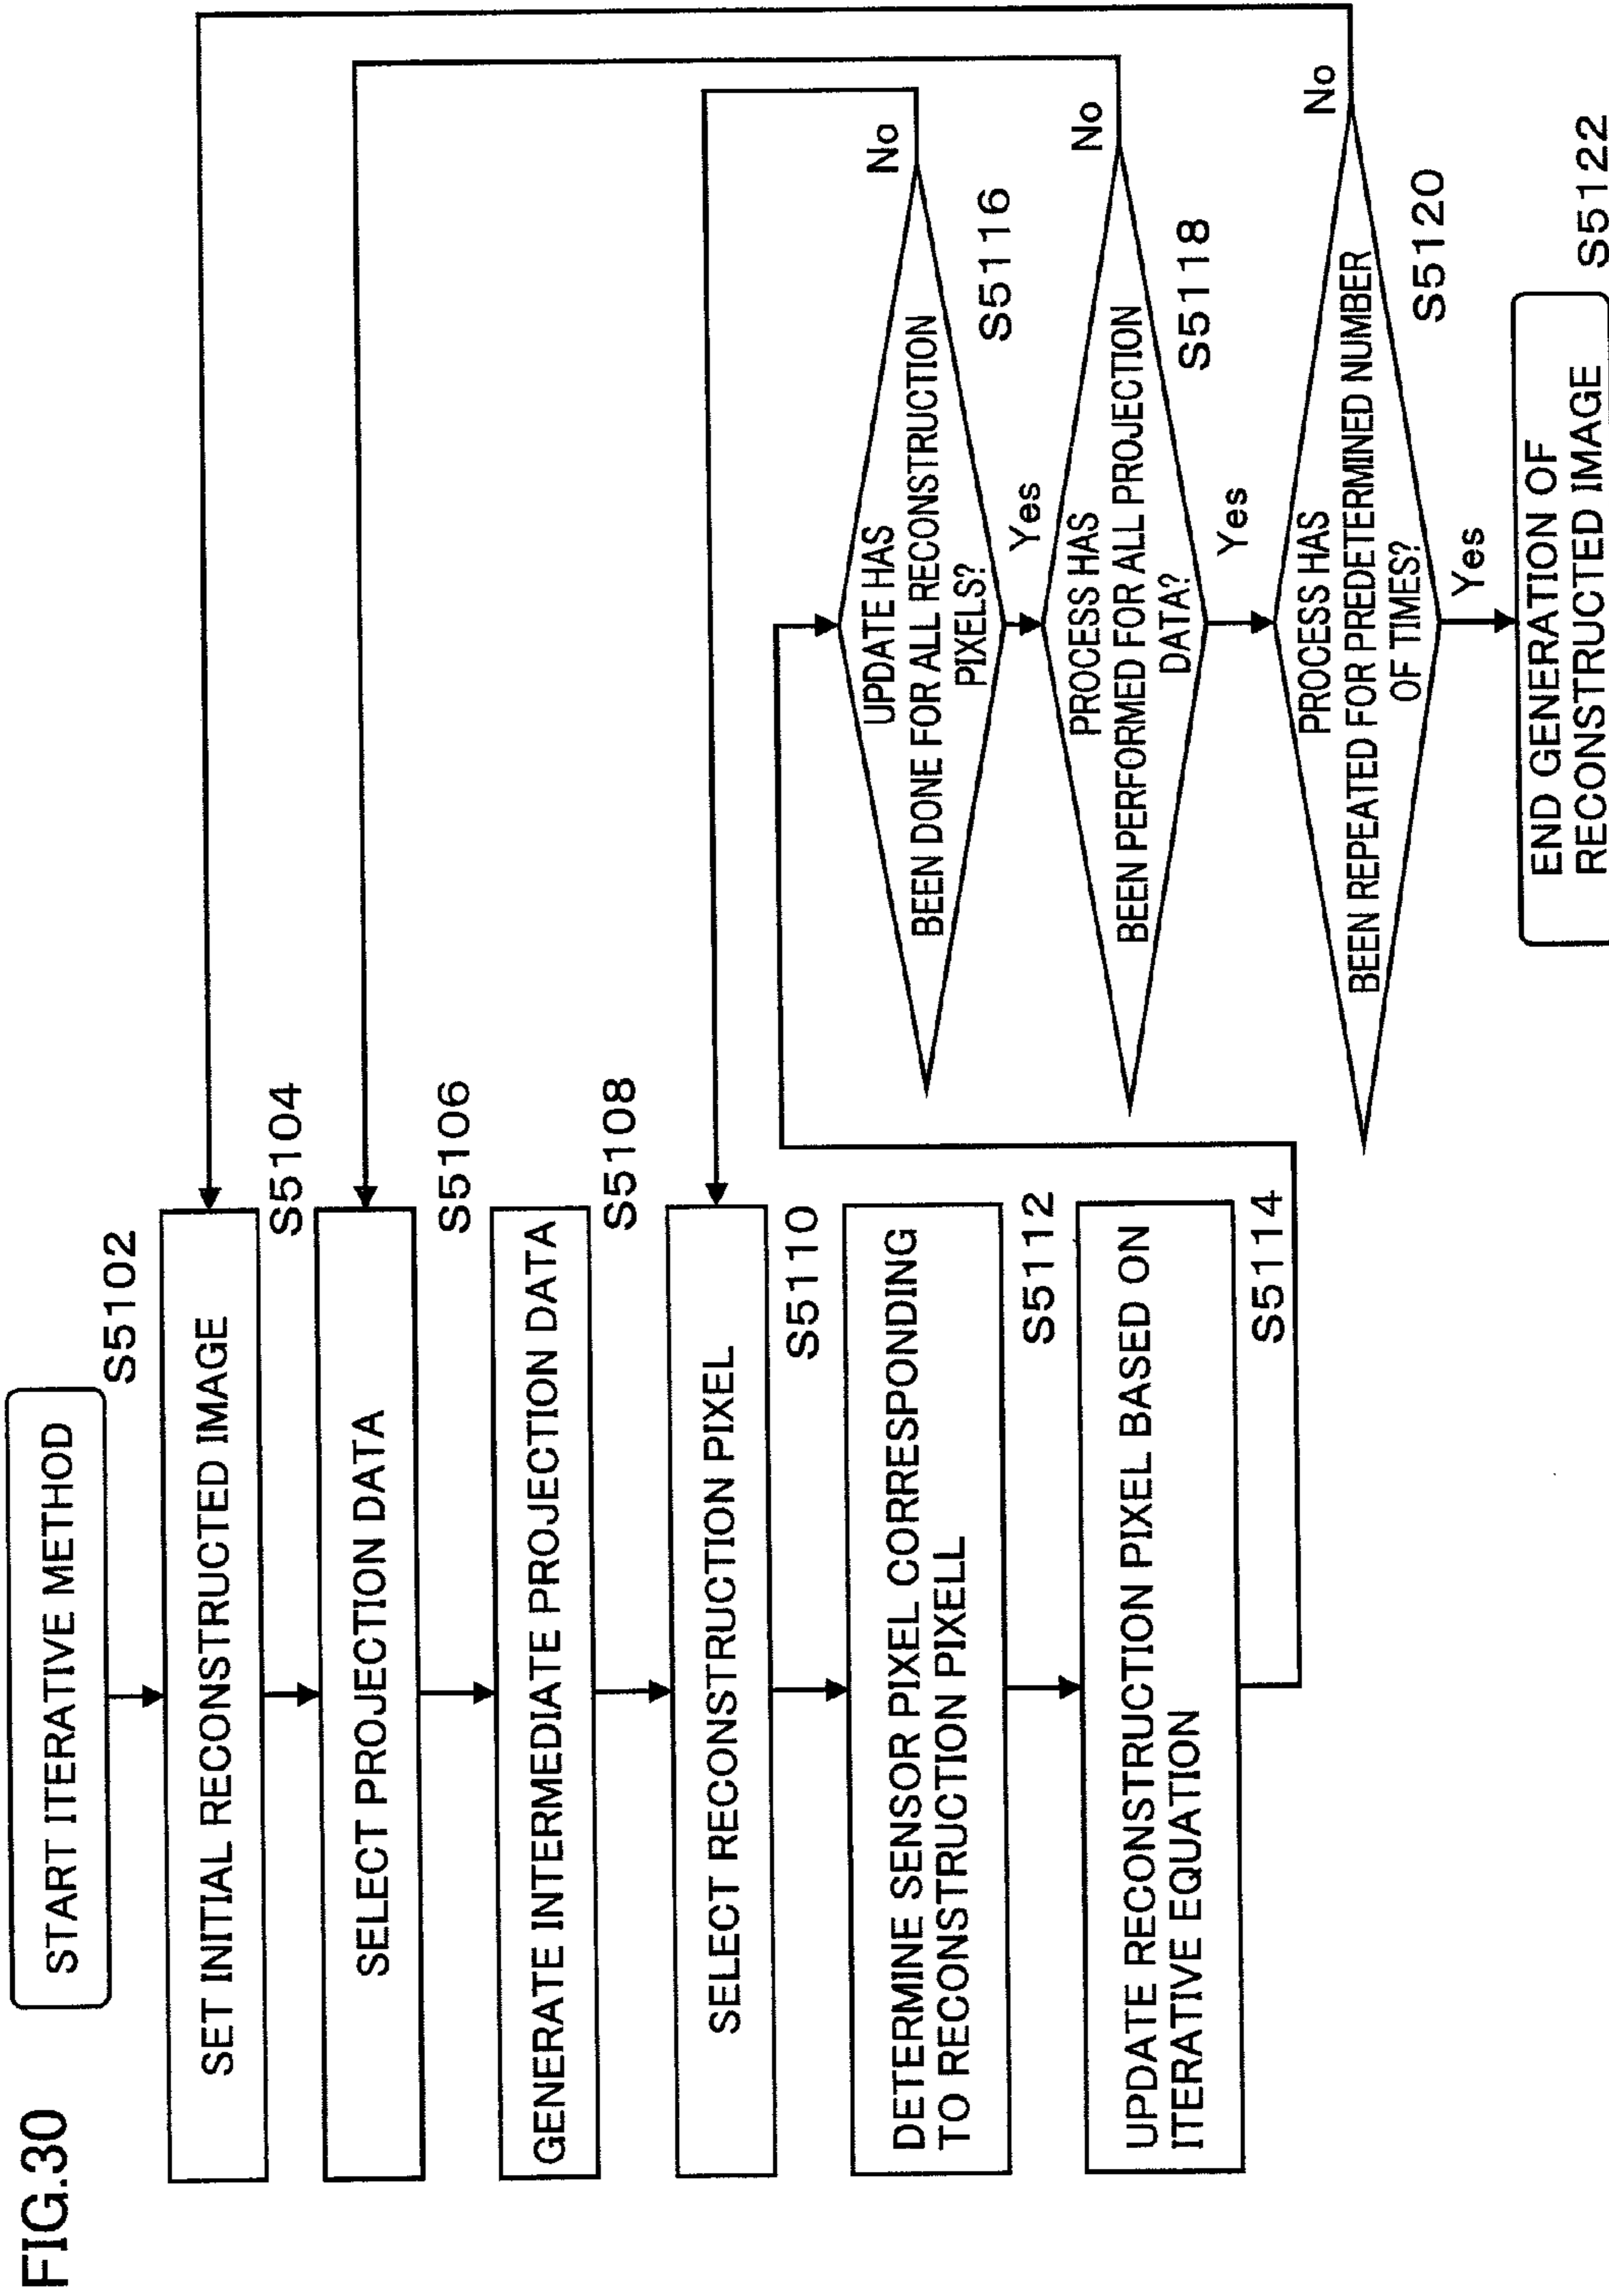 FIG.30
START ITERATIVE METHOD
S5102
SET INITIAL RECONSTRUCTED IMAGE
S5104
SELECT PROJECTION DATA
S5106
GENERATE INTERMEDIATE PROJECTION DATA
S5108
SELECT RECONSTRUCTION PIXEL
S5110
DETERMINE SENSOR PIXEL CORRESPONDING
TO RECONSTRUCTION PIXELL
S5112
UPDATE RECONSTRUCTION PIXEL BASED ON
ITERATIVE EQUATION
S5114
UPDATE HAS
BEEN DONE FOR ALL RECONSTRUCTION
PIXELS?
No
S5116
Yes
PROCESS HAS
BEEN PERFORMED FOR ALL PROJECTION
DATA?
No
S5118
Yes
PROCESS HAS
BEEN REPEATED FOR PREDETERMINED NUMBER
OF TIMES?
No
S5120
Yes
END GENERATION OF
RECONSTRUCTED IMAGE
S5122